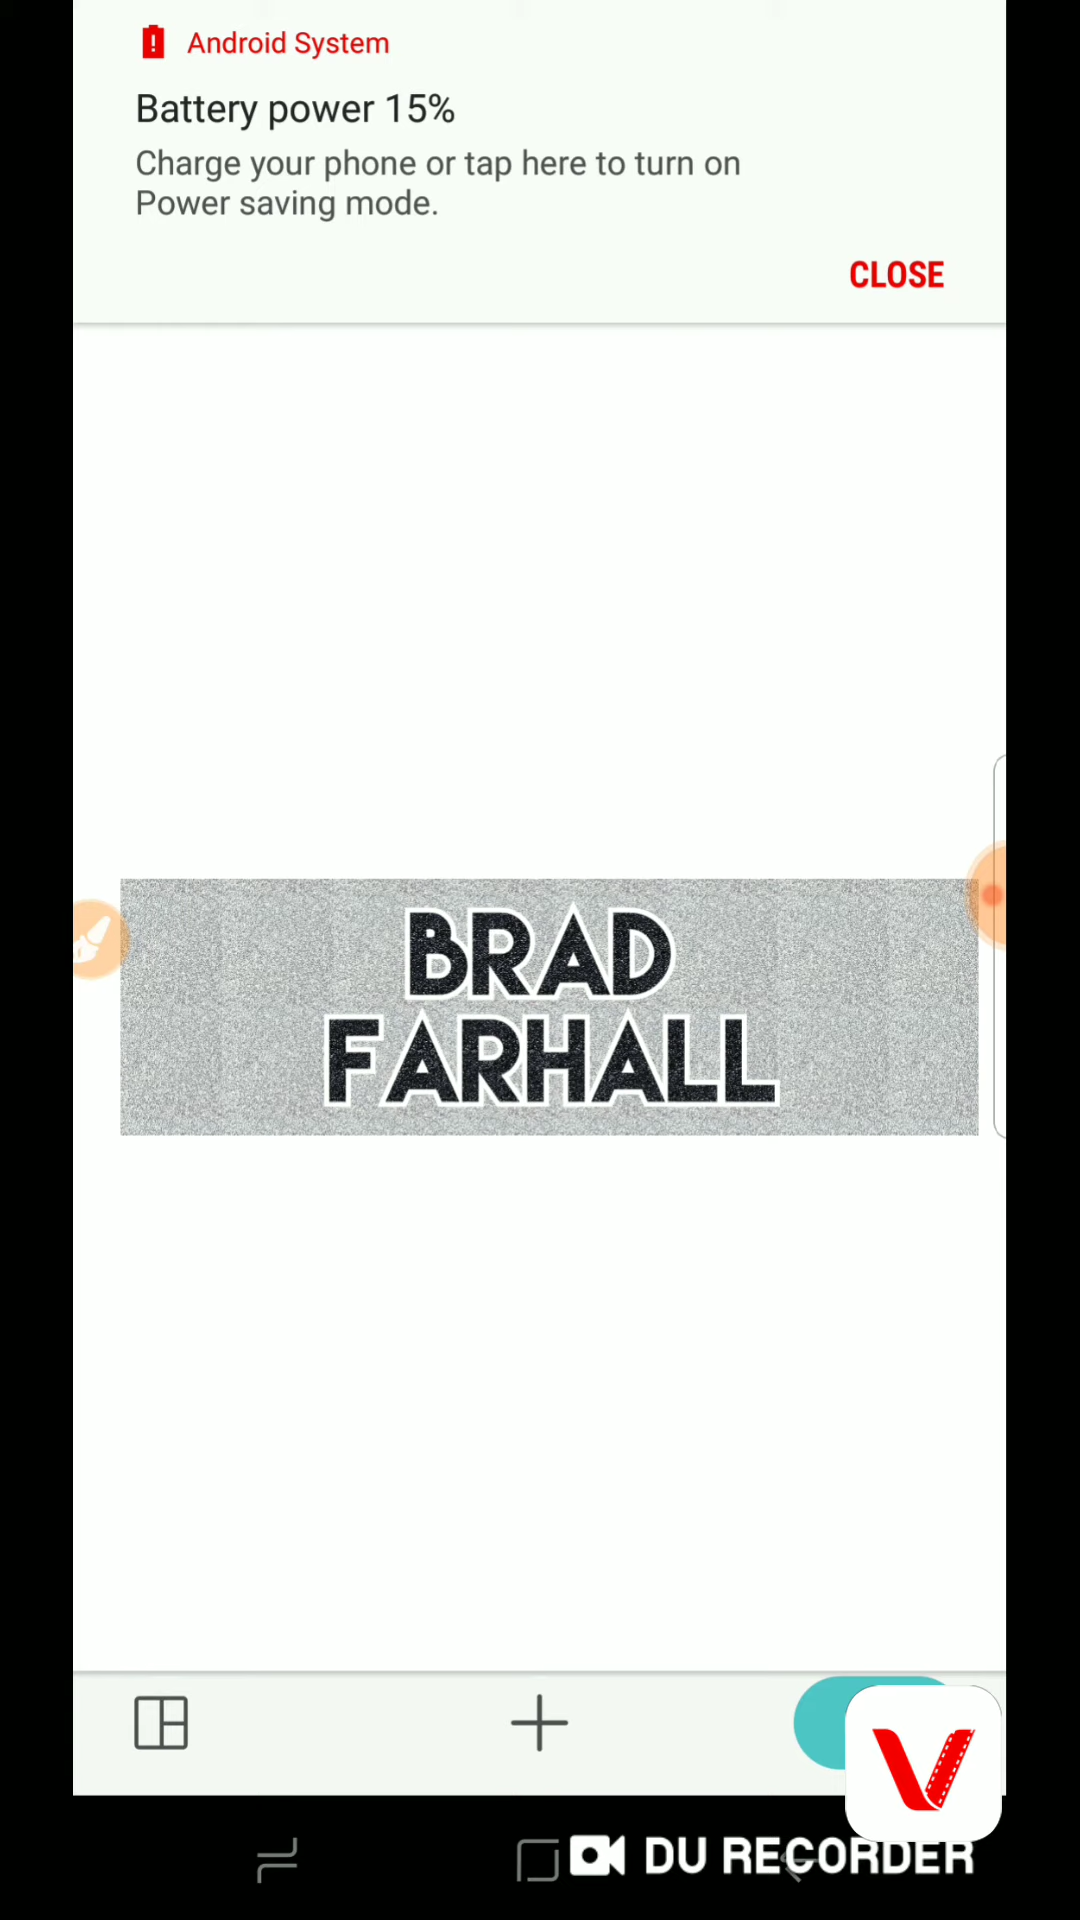 Android System
Battery power 15%
Charge your phone or tap here to turn on
Power saving mode.
CLOSE
BRAD
FARHALL
DU RECORDER